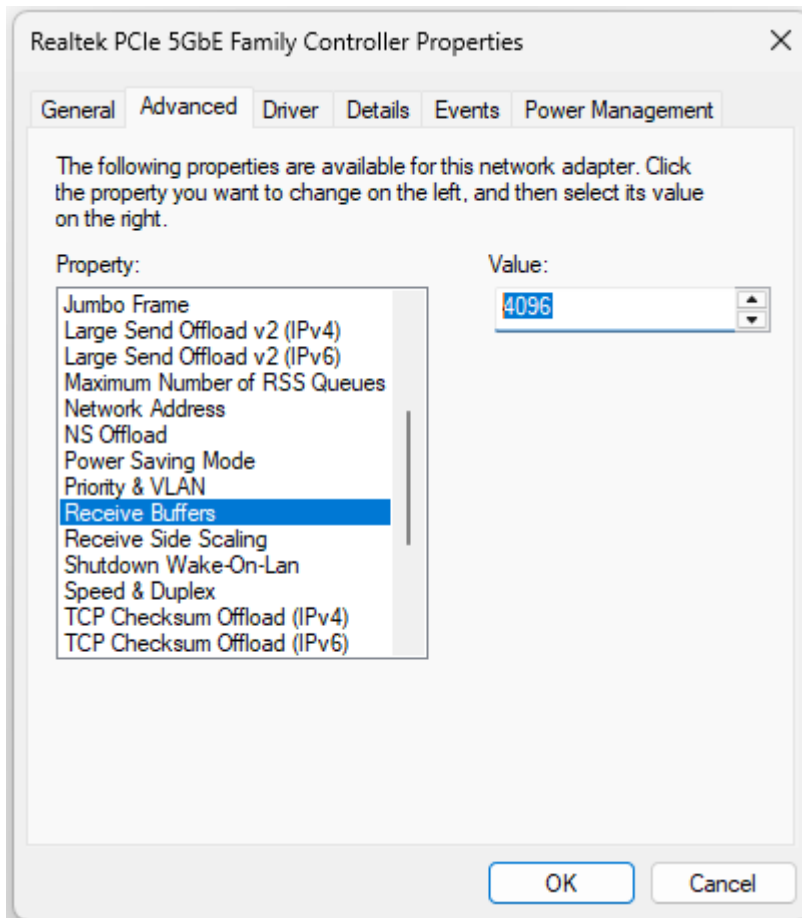 Realtek PCIe 5GbE Family Controller Properties
General Advanced Driver Details Events Power Management
The following properties are available for this network adapter. Click
the property you want to change on the left, and then select its value
on the right.
Property:
Value:
Jumbo Frame
Large Send Offload v2 (IPv4)
Large Send Offload v2 (IPv6)
Maximum Number of RSS Queues
Network Address
NS Offload
Power Saving Mode
Priority & VLAN
Receive Buffers
Receive Side Scaling
Shutdown Wake-On-Lan
Speed & Duplex
TCP Checksum Offload (IPv4)
TCP Checksum Offload (IPv6)
4096
OK
Cancel